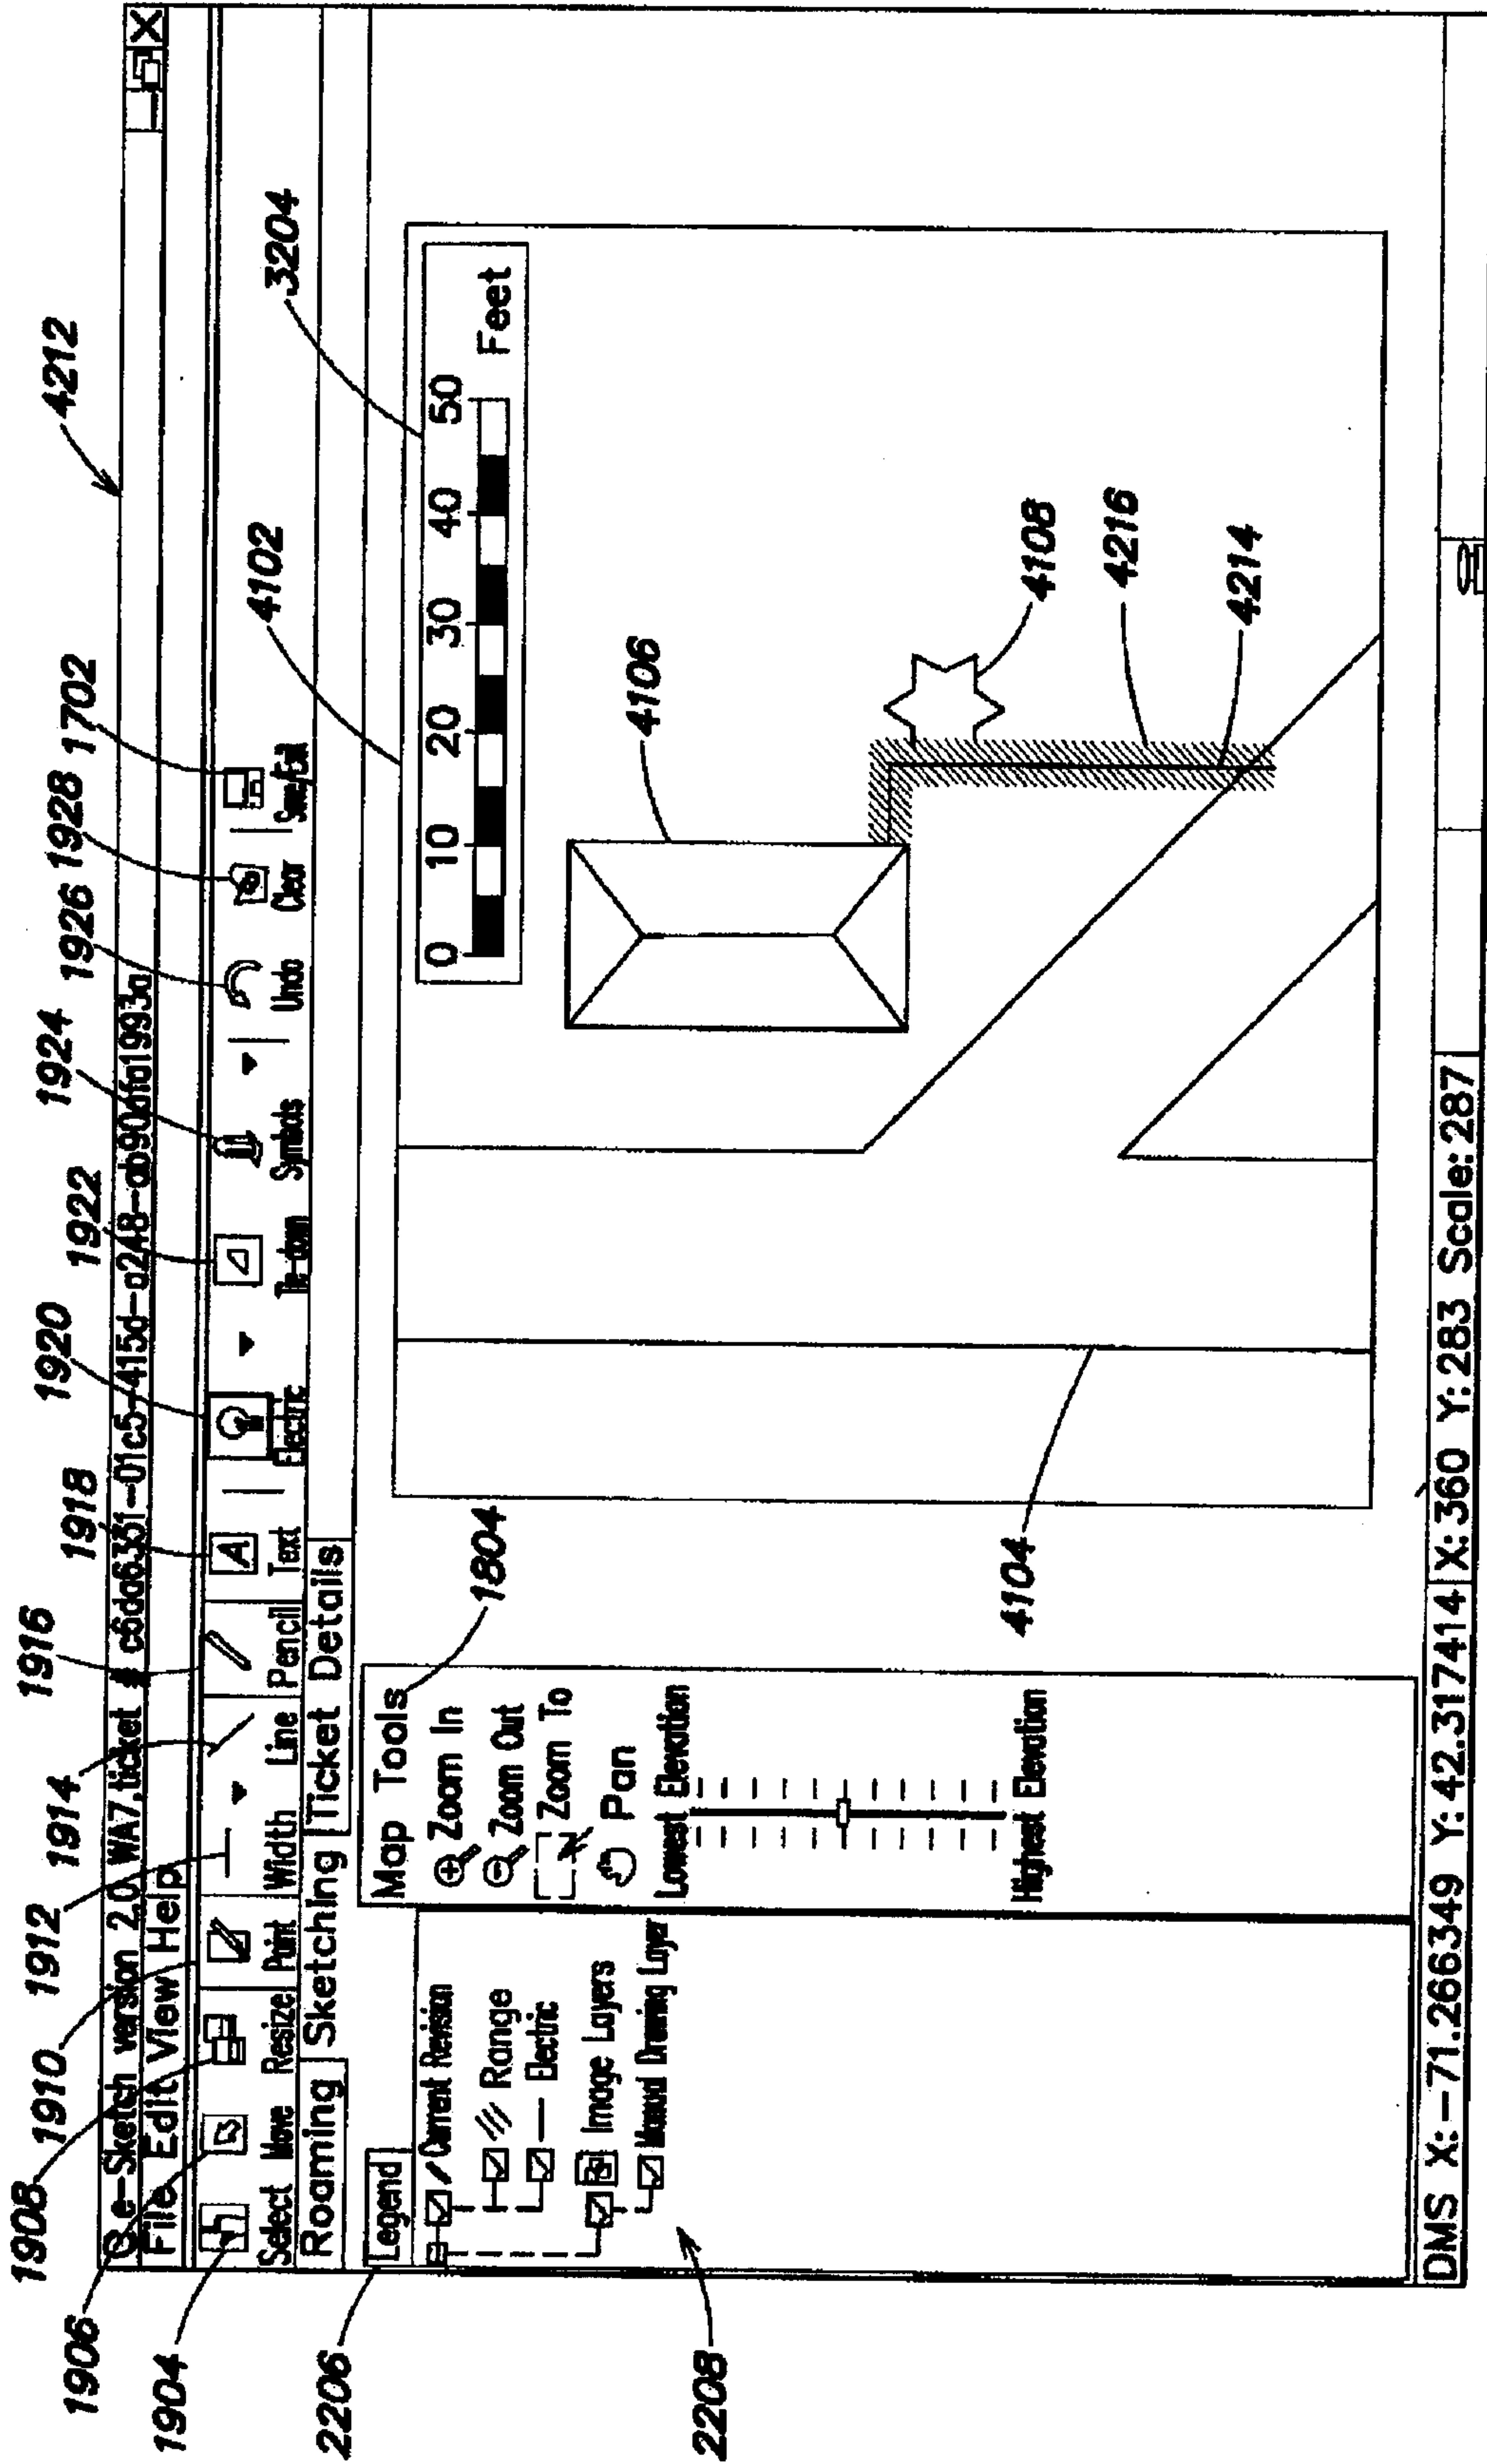 4212
1906
1908
1910
1912
1914
1916
1918
1920
1922
1924
1926
1928
1702
e-Sketch version 2.0 WA7,ticket # c6da6331-01c5-415d-a248-ab90dfa1993a
File Edit View Help
1904
Select Move Resize Point Width Line Pencil Text Electric Tie-down Symbols Undo Clear Save/Exit
Roaming Sketching Ticket Details
2206
Legend
Current Revision
Range
Electric
Image Layers
Manual Drawing Layer
2208
Map Tools
1804
Zoom In
Zoom Out
Zoom To
Pan
Lowest Elevation
Highest Elevation
4102
3204
0 10 20 30 40 50
Feet
4106
4108
4216
4214
4104
DMS X:-71.266349 Y:42.317414 X:360 Y:283 Scale:287